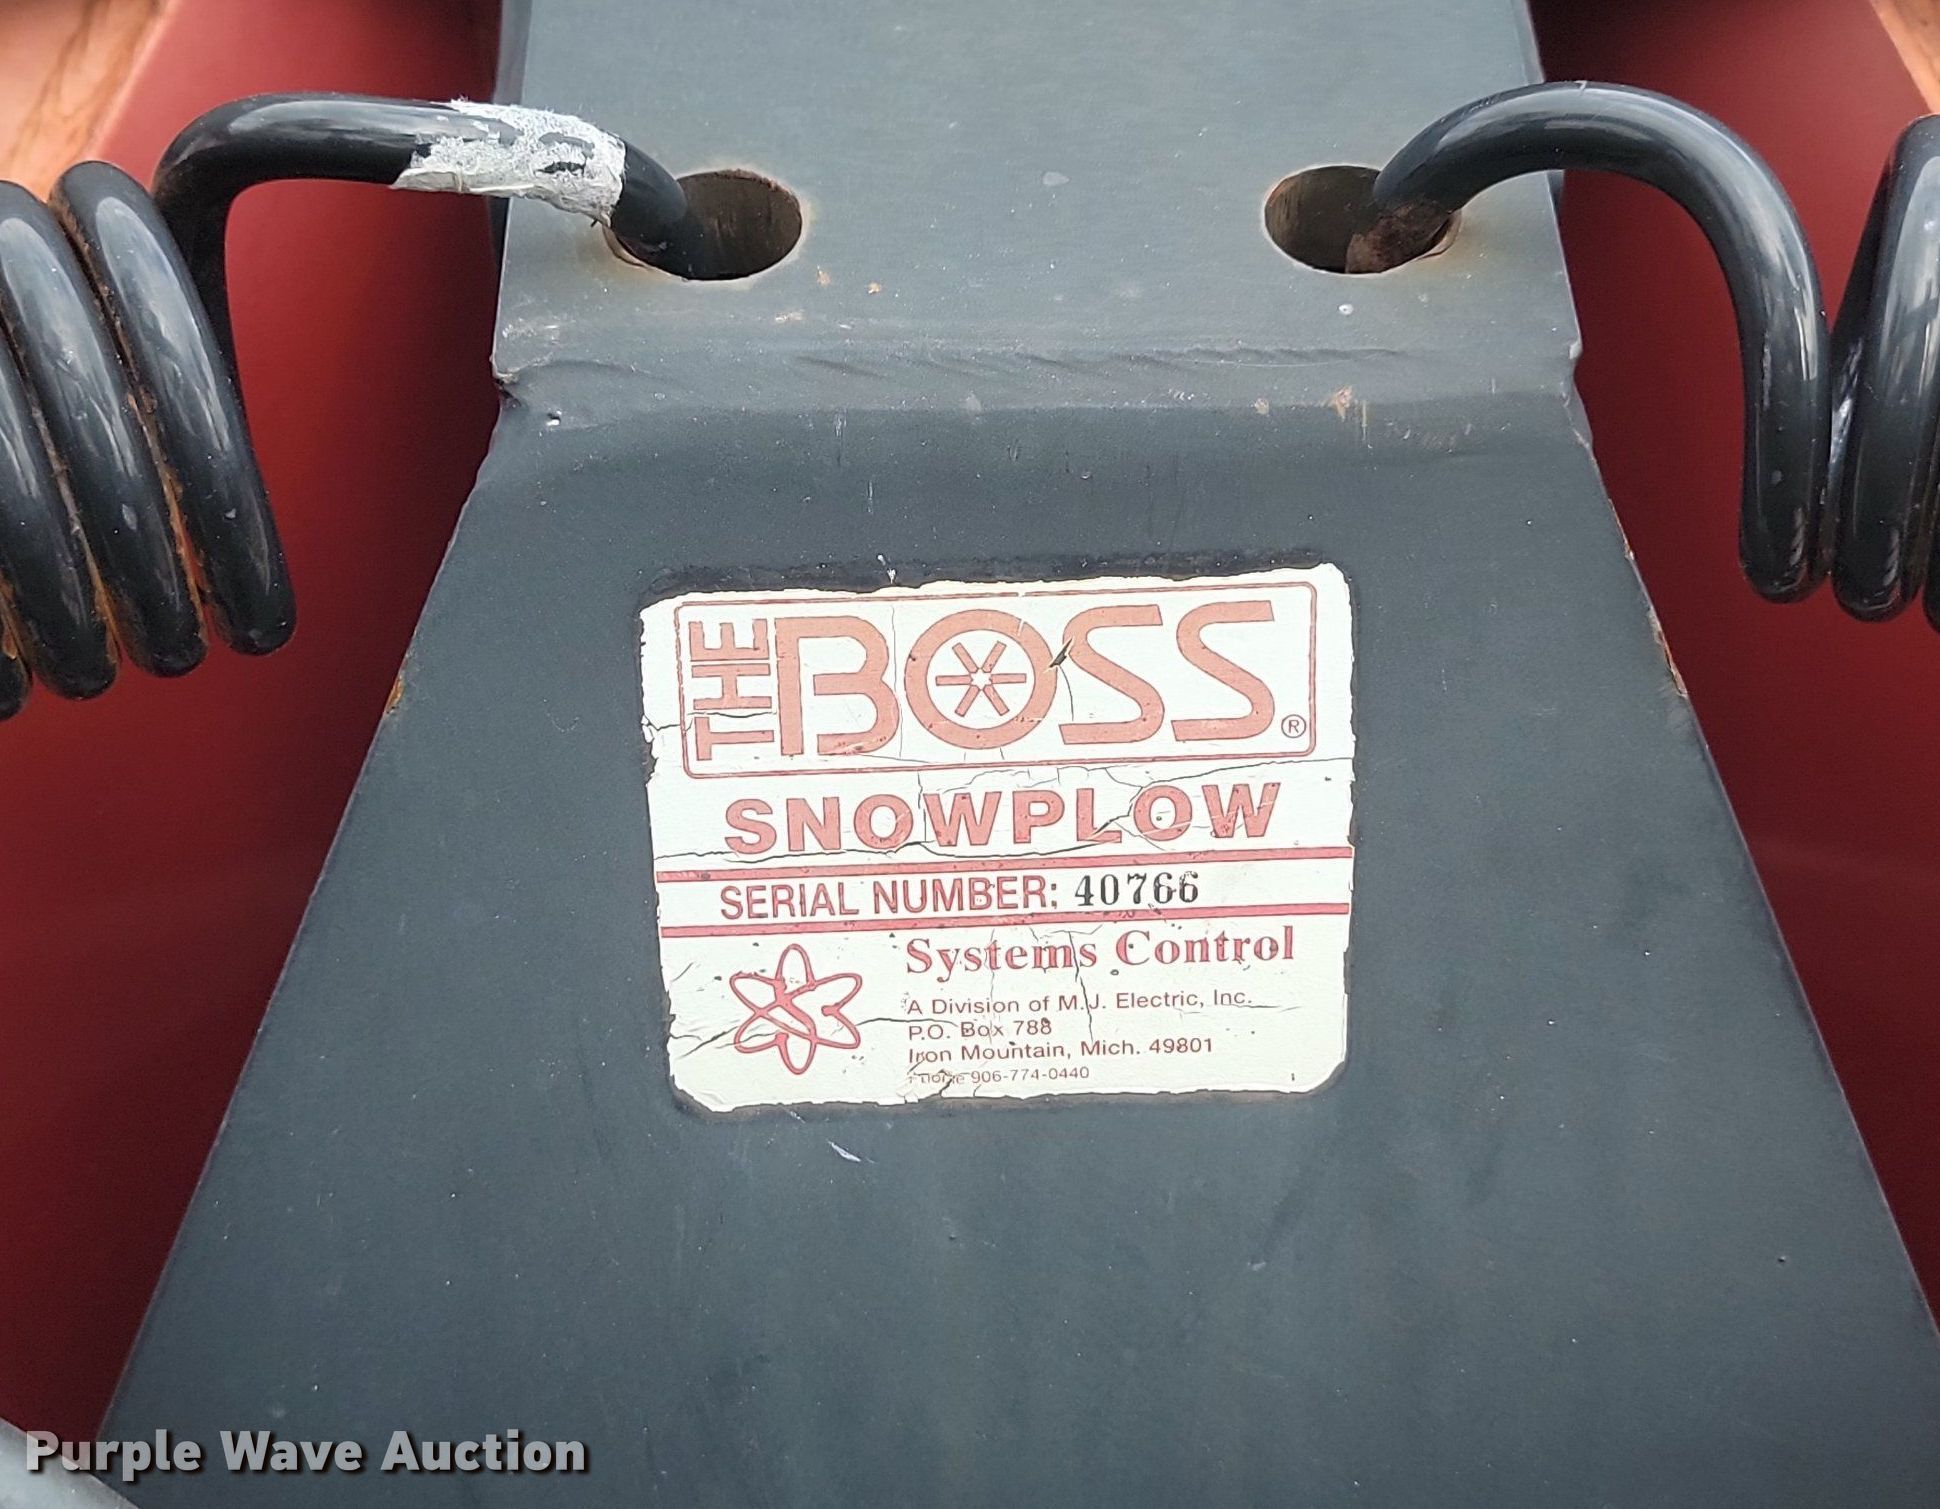 THE BOSS ®
SNOWPLOW
SERIAL NUMBER: 40766
Systems Control
A Division of M.J. Electric, Inc.
P.O. Box 788
Iron Mountain, Mich. 49801
Phone 906-774-0440
Purple Wave Auction